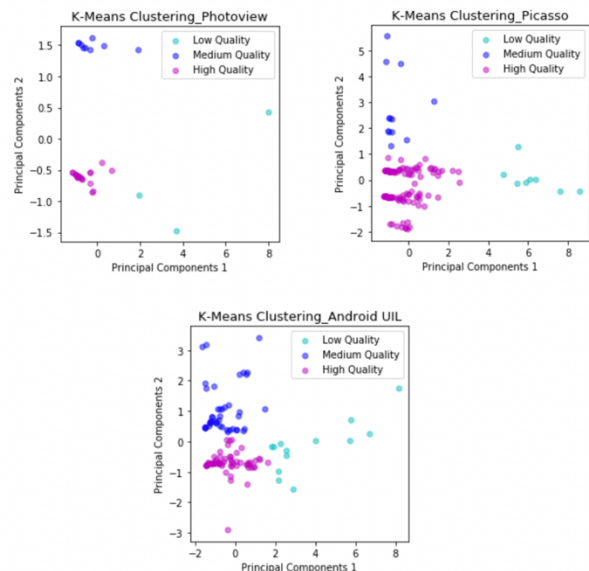 K-Means Clustering_Photoview
Low Quality
Medium Quality
High Quality
1.5
1.0
0.5
0.0
−0.5
−1.0
−1.5
Principal Components 2
0
2
4
6
8
Principal Components 1
K-Means Clustering_Picasso
Low Quality
Medium Quality
High Quality
5
4
3
2
1
0
−1
−2
Principal Components 2
0
2
4
6
8
Principal Components 1
K-Means Clustering_Android UIL
Low Quality
Medium Quality
High Quality
3
2
1
0
−1
−2
−3
Principal Components 2
−2
0
2
4
6
8
Principal Components 1